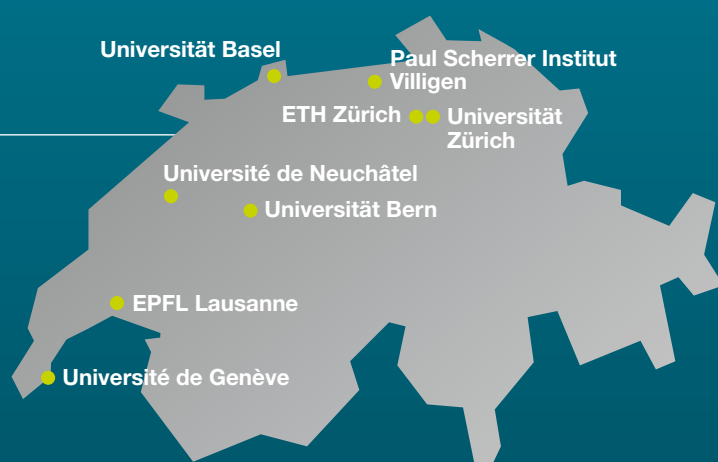 Universität Basel
Paul Scherrer Institut
Villigen
ETH Zürich
Universität
Zürich
Université de Neuchâtel
Universität Bern
EPFL Lausanne
Université de Genève